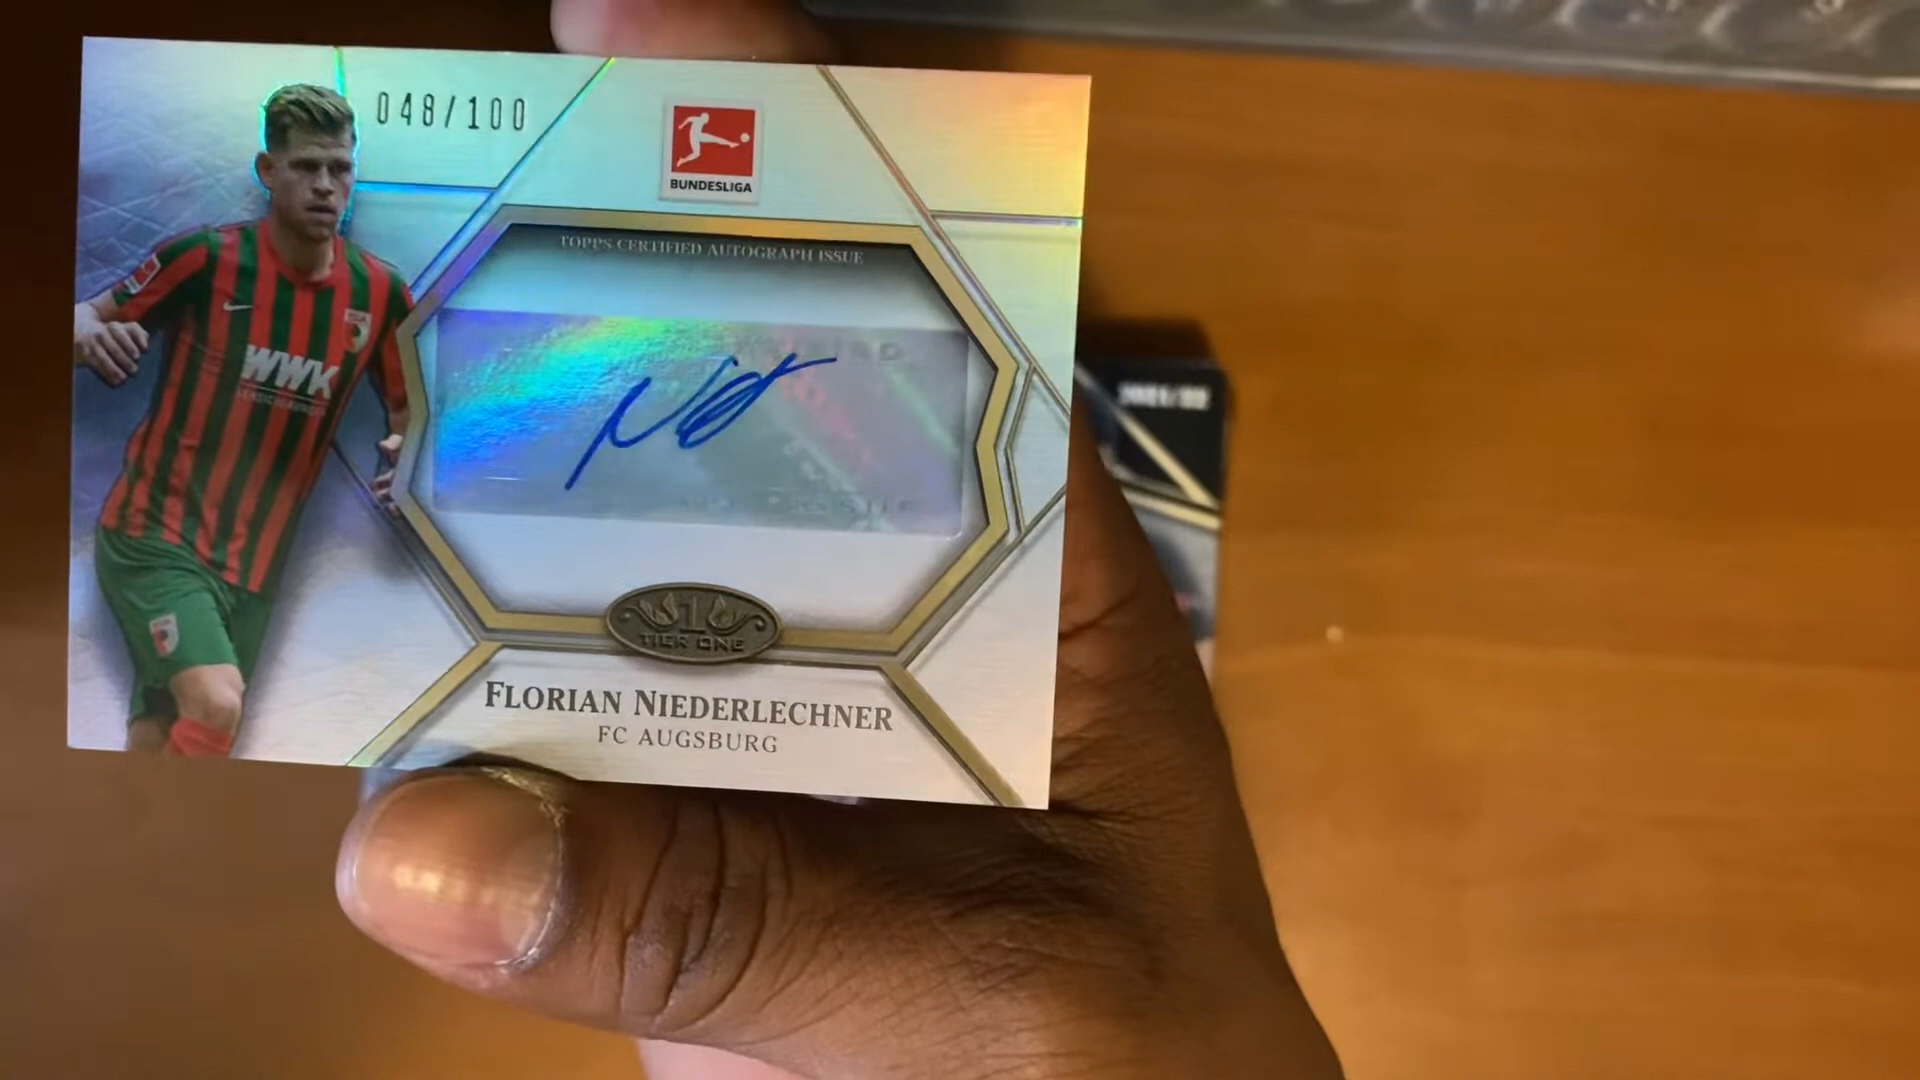 048/100
BUNDESLIGA
TOPPS CERTIFIED AUTOGRAPH ISSUE
WWK
TIER ONE
FLORIAN NIEDERLECHNER
FC AUGSBURG